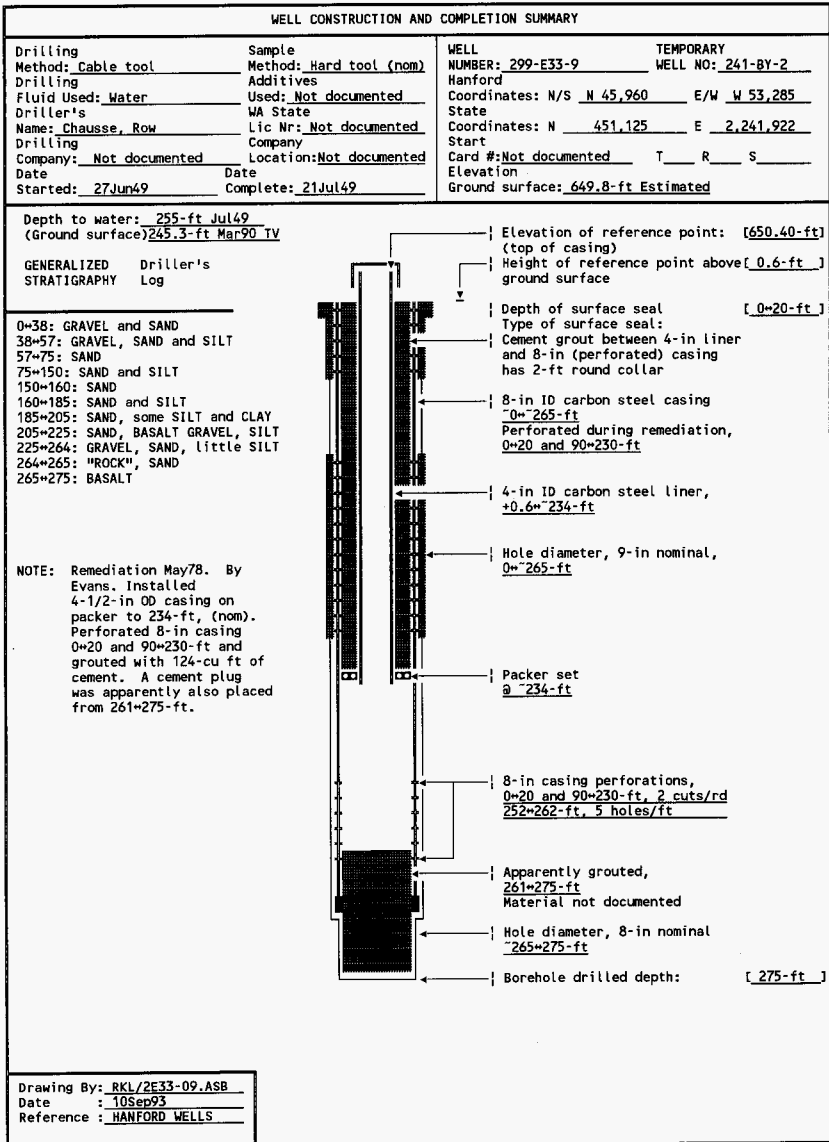 WELL CONSTRUCTION AND COMPLETION SUMMARY
Drilling Method: Cable tool
Sample Method: Hard tool (nom)
Drilling Fluid Used: Water
Additives Used: Not documented
Driller's Name: Chausse, Row
WA State Lic Nr: Not documented
Drilling Company: Not documented
Company Location: Not documented
Date Started: 27Jun49
Date Complete: 21Jul49
WELL NUMBER: 299-E33-9
TEMPORARY WELL NO: 241-BY-2
Hanford
Coordinates: N/S N 45,960 E/W W 53,285
State
Coordinates: N 451,125 E 2,241,922
Start
Card #: Not documented T R S
Elevation
Ground surface: 649.8-ft Estimated
Depth to water: 255-ft Jul49
(Ground surface) 245.3-ft Mar90 TV
GENERALIZED STRATIGRAPHY
Driller's Log
0↔38: GRAVEL and SAND
38↔57: GRAVEL, SAND and SILT
57↔75: SAND
75↔150: SAND and SILT
150↔160: SAND
160↔185: SAND and SILT
185↔205: SAND, some SILT and CLAY
205↔225: SAND, BASALT GRAVEL, SILT
225↔264: GRAVEL, SAND, little SILT
264↔265: "ROCK", SAND
265↔275: BASALT
NOTE: Remediation May78. By
Evans. Installed
4-1/2-in OD casing on
packer to 234-ft, (nom).
Perforated 8-in casing
0↔20 and 90↔230-ft and
grouted with 124-cu ft of
cement. A cement plug
was apparently also placed
from 261↔275-ft.
Elevation of reference point: [650.40-ft]
(top of casing)
Height of reference point above [ 0.6-ft ]
ground surface
Depth of surface seal [ 0↔20-ft ]
Type of surface seal:
Cement grout between 4-in liner
and 8-in (perforated) casing
has 2-ft round collar
8-in ID carbon steel casing
~0↔~265-ft
Perforated during remediation,
0↔20 and 90↔230-ft
4-in ID carbon steel liner,
+0.6↔~234-ft
Hole diameter, 9-in nominal,
0↔~265-ft
Packer set
@ ~234-ft
8-in casing perforations,
0↔20 and 90↔230-ft, 2 cuts/rd
252↔262-ft, 5 holes/ft
Apparently grouted,
261↔275-ft
Material not documented
Hole diameter, 8-in nominal
~265↔275-ft
Borehole drilled depth: [ 275-ft ]
Drawing By: RKL/2E33-09.ASB
Date : 10Sep93
Reference : HANFORD WELLS